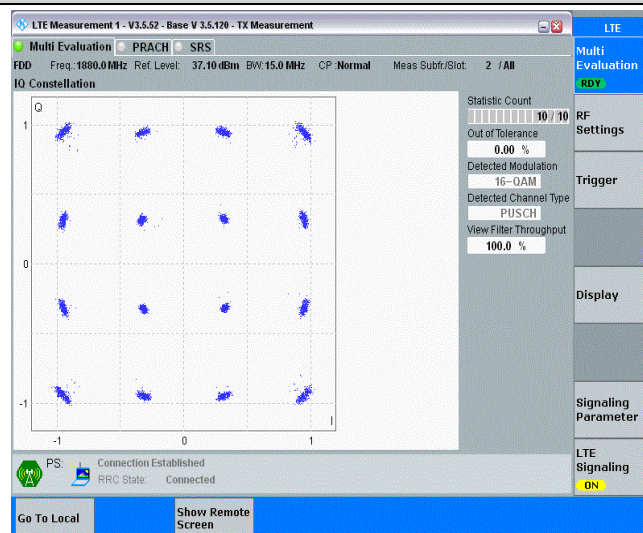 LTE Measurement 1 - V3.5.52 - Base V 3.5.120 - TX Measurement
LTE
Multi Evaluation PRACH SRS
FDD Freq.:1880.0 MHz Ref. Level: 37.10 dBm BW:15.0 MHz CP :Normal Meas Subfr./Slot: 2 / All
IQ Constellation
Q
1
0
-1
-1 0 1
I
Statistic Count
10 / 10
Out of Tolerance
0.00 %
Detected Modulation
16-QAM
Detected Channel Type
PUSCH
View Filter Throughput
100.0 %
Multi
Evaluation
RDY
RF
Settings
Trigger
Display
Signaling
Parameter
LTE
Signaling
ON
PS: Connection Established
RRC State: Connected
Go To Local
Show Remote
Screen